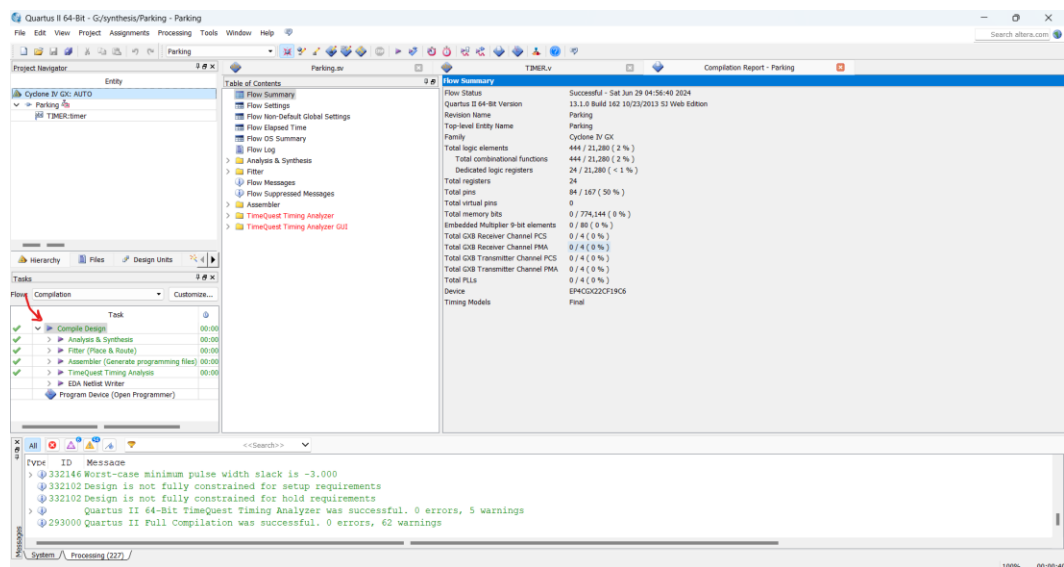 Quartus II 64-Bit - G:/synthesis/Parking - Parking
File Edit View Project Assignments Processing Tools Window Help
Search altera.com
Parking
Project Navigator
Entity
Cyclone IV GX: AUTO
Parking
TIMER:timer
Hierarchy Files Design Units
Tasks
Flow: Compilation Customize...
Task
Compile Design 00:00
Analysis & Synthesis 00:00
Fitter (Place & Route) 00:00
Assembler (Generate programming files) 00:00
TimeQuest Timing Analysis 00:00
EDA Netlist Writer
Program Device (Open Programmer)
Parking.sv TIMER.v Compilation Report - Parking
Table of Contents
Flow Summary
Flow Settings
Flow Non-Default Global Settings
Flow Elapsed Time
Flow OS Summary
Flow Log
Analysis & Synthesis
Fitter
Flow Messages
Flow Suppressed Messages
Assembler
TimeQuest Timing Analyzer
TimeQuest Timing Analyzer GUI
Flow Summary
Flow Status Successful - Sat Jun 29 04:56:40 2024
Quartus II 64-Bit Version 13.1.0 Build 162 10/23/2013 SJ Web Edition
Revision Name Parking
Top-level Entity Name Parking
Family Cyclone IV GX
Total logic elements 444 / 21,280 ( 2 % )
Total combinational functions 444 / 21,280 ( 2 % )
Dedicated logic registers 24 / 21,280 ( < 1 % )
Total registers 24
Total pins 84 / 167 ( 50 % )
Total virtual pins 0
Total memory bits 0 / 774,144 ( 0 % )
Embedded Multiplier 9-bit elements 0 / 80 ( 0 % )
Total GXB Receiver Channel PCS 0 / 4 ( 0 % )
Total GXB Receiver Channel PMA 0 / 4 ( 0 % )
Total GXB Transmitter Channel PCS 0 / 4 ( 0 % )
Total GXB Transmitter Channel PMA 0 / 4 ( 0 % )
Total PLLs 0 / 4 ( 0 % )
Device EP4CGX22CF19C6
Timing Models Final
All <<Search>>
Type ID Message
332146 Worst-case minimum pulse width slack is -3.000
332102 Design is not fully constrained for setup requirements
332102 Design is not fully constrained for hold requirements
Quartus II 64-Bit TimeQuest Timing Analyzer was successful. 0 errors, 5 warnings
293000 Quartus II Full Compilation was successful. 0 errors, 62 warnings
Messages
System Processing (227)
100%